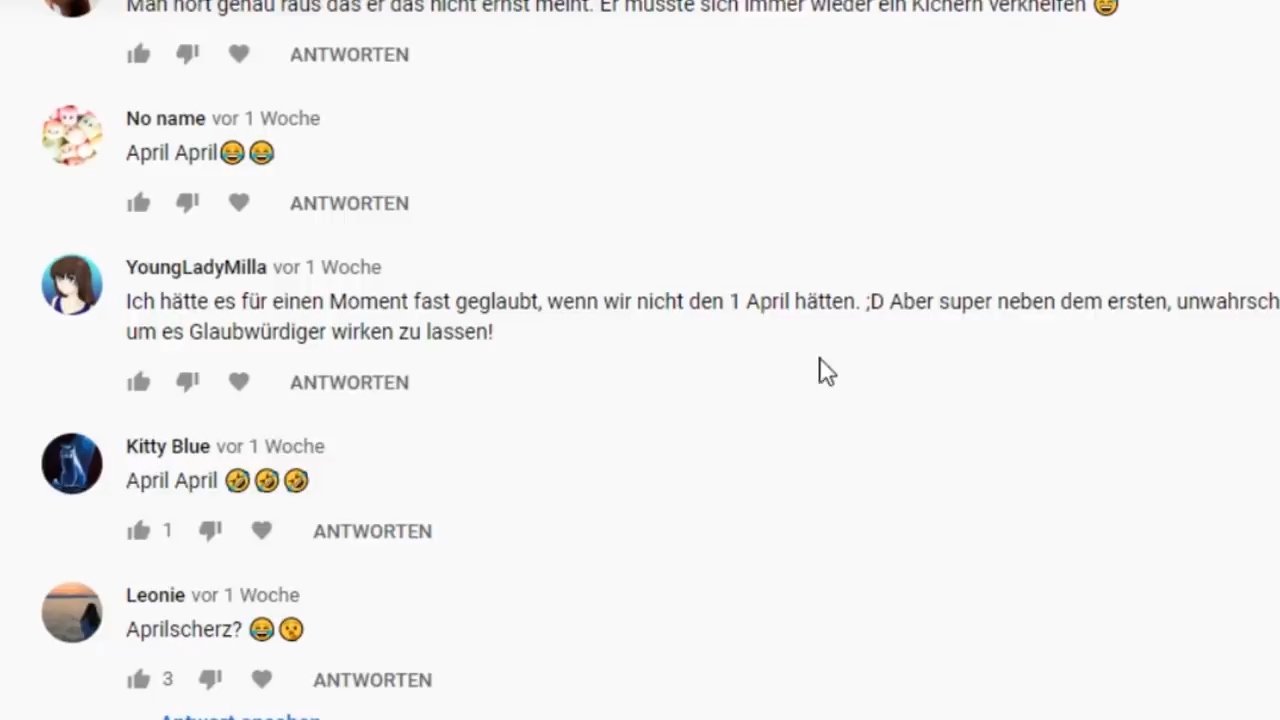 Man hört genau raus das er das nicht ernst meint. Er musste sich immer wieder ein Kichern verkneifen 😅
ANTWORTEN
No name vor 1 Woche
April April😂😂
ANTWORTEN
YoungLadyMilla vor 1 Woche
Ich hätte es für einen Moment fast geglaubt, wenn wir nicht den 1 April hätten. ;D Aber super neben dem ersten, unwahrsch
um es Glaubwürdiger wirken zu lassen!
ANTWORTEN
Kitty Blue vor 1 Woche
April April 🤣🤣🤣
1 ANTWORTEN
Leonie vor 1 Woche
Aprilscherz? 😂😯
3 ANTWORTEN
Antwort ansehen